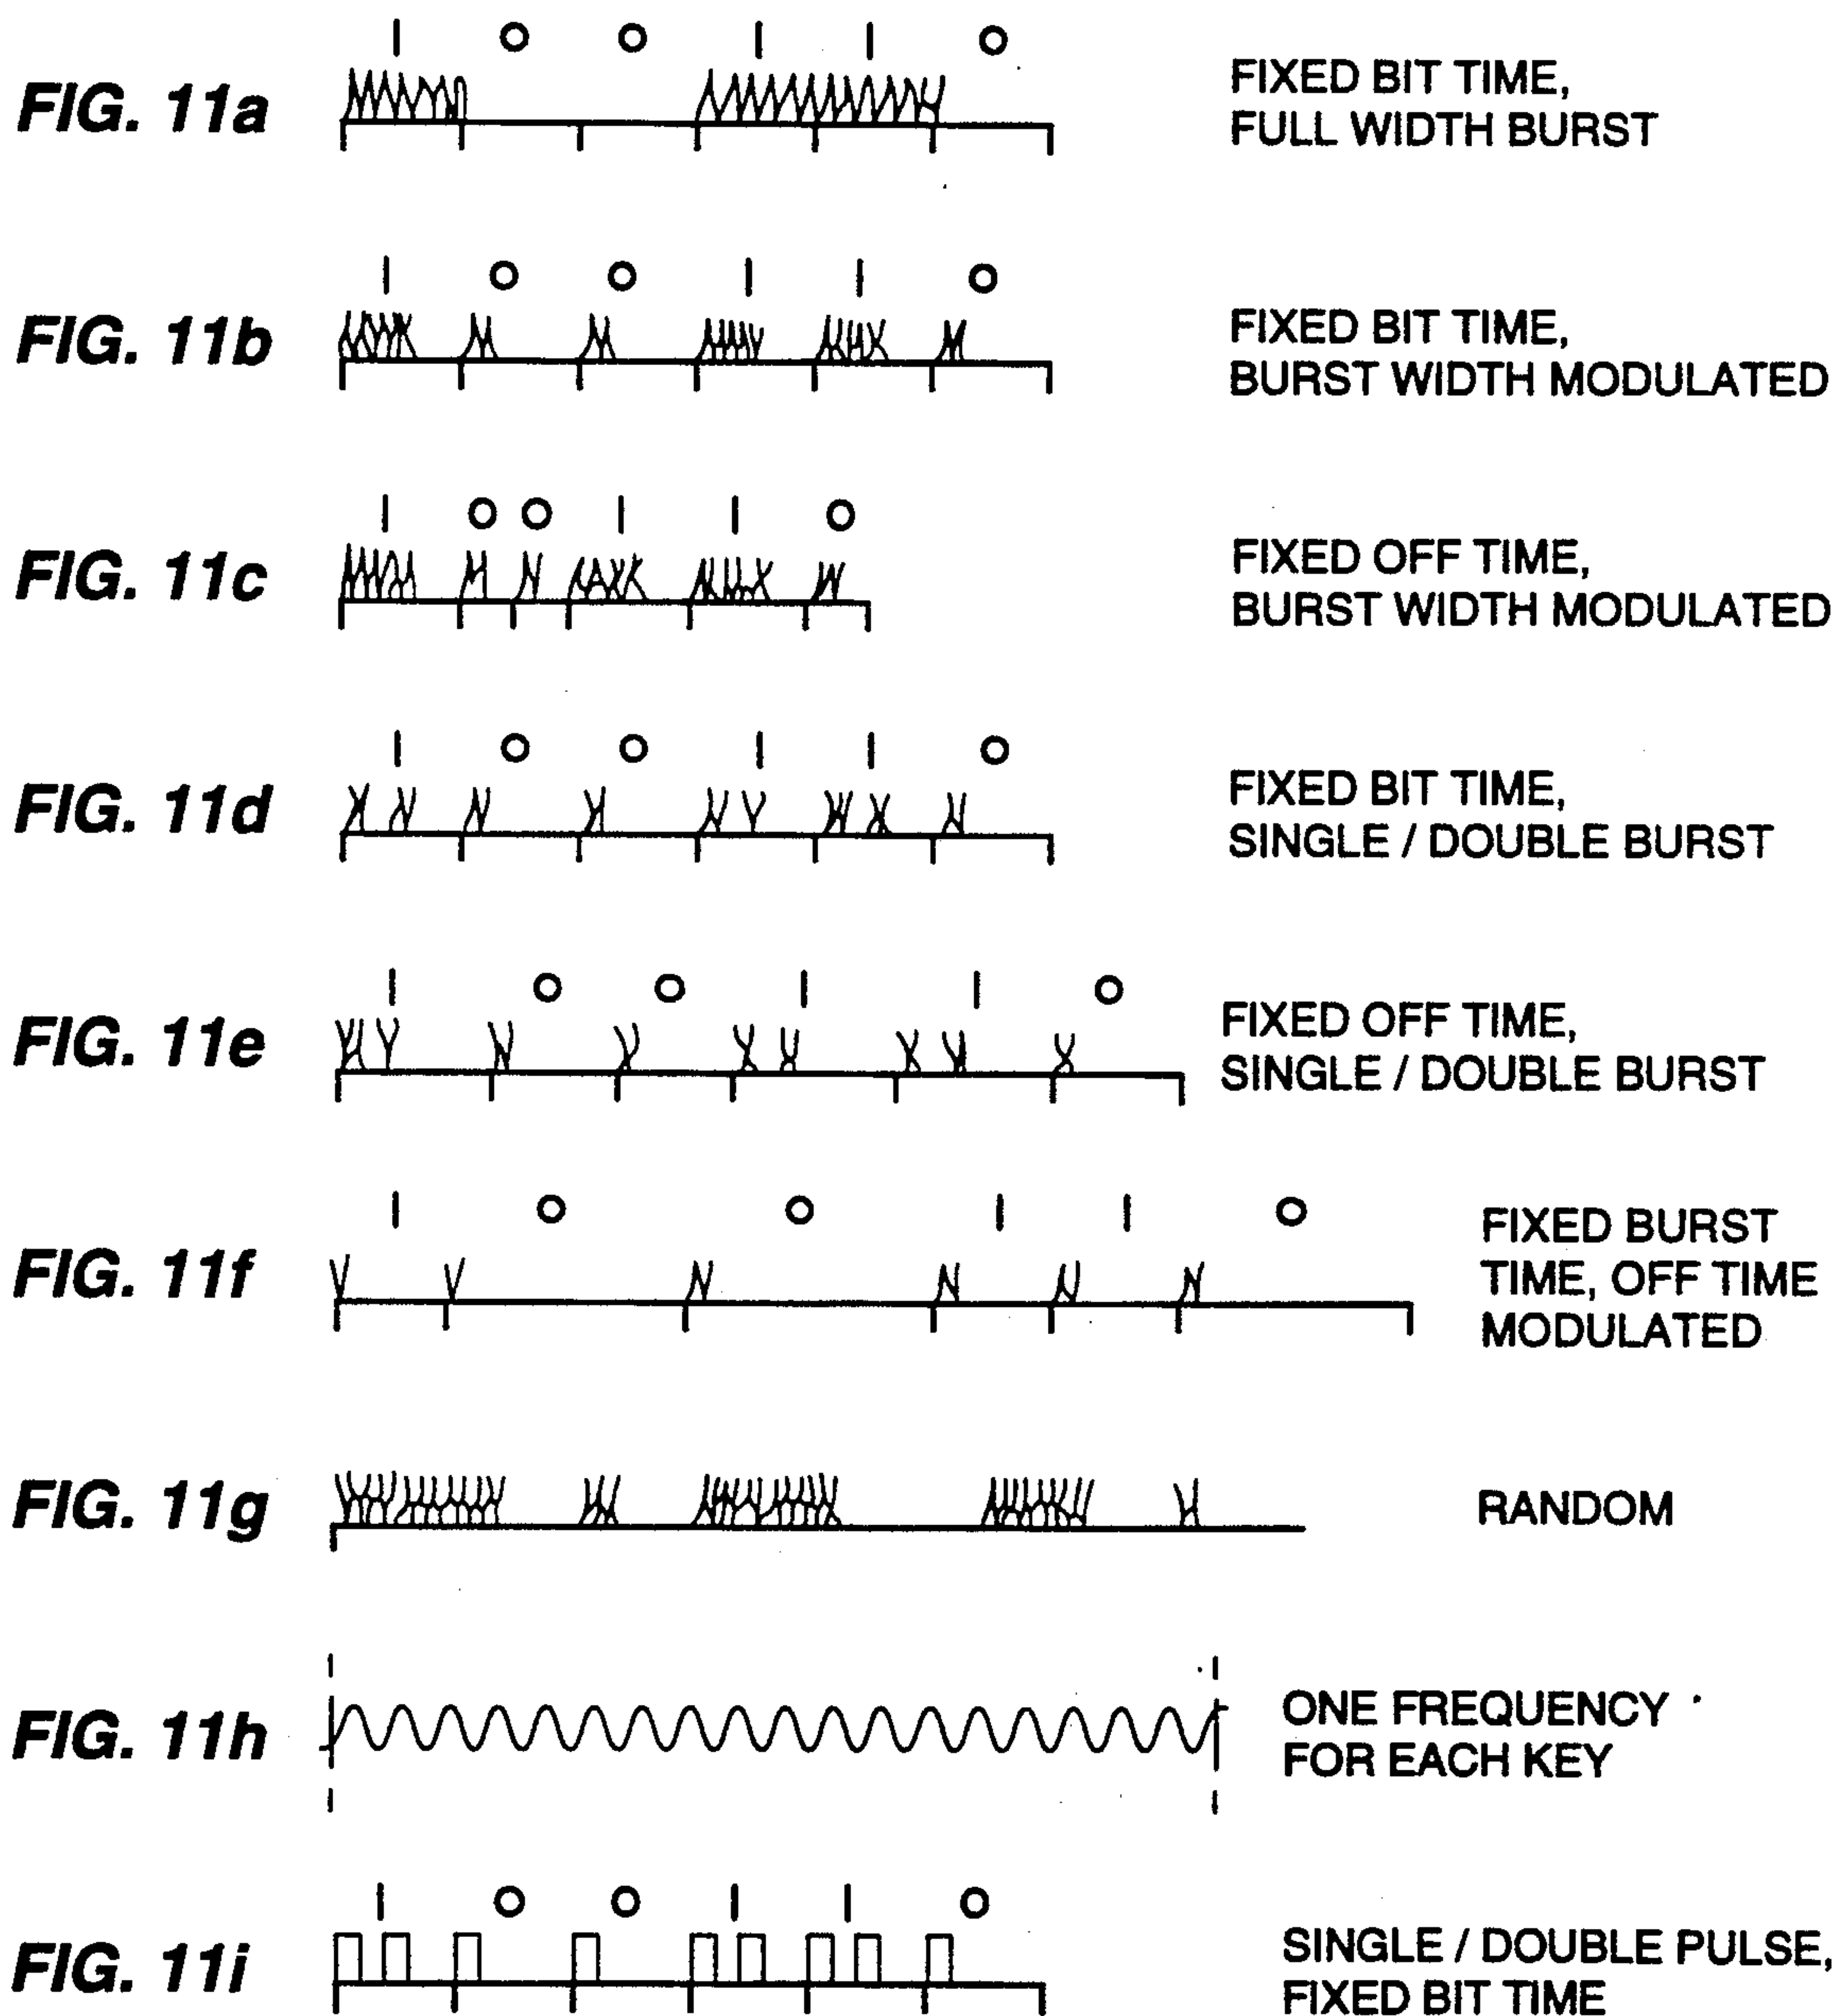 I O O I I O
FIG. 11a
FIXED BIT TIME,
FULL WIDTH BURST
I O O I I O
FIG. 11b
FIXED BIT TIME,
BURST WIDTH MODULATED
I O O I I O
FIG. 11c
FIXED OFF TIME,
BURST WIDTH MODULATED
I O O I I O
FIG. 11d
FIXED BIT TIME,
SINGLE / DOUBLE BURST
I O O I I O
FIG. 11e
FIXED OFF TIME,
SINGLE / DOUBLE BURST
I O O I I O
FIG. 11f
FIXED BURST
TIME, OFF TIME
MODULATED
FIG. 11g
RANDOM
FIG. 11h
ONE FREQUENCY
FOR EACH KEY
I O O I I O
FIG. 11i
SINGLE / DOUBLE PULSE,
FIXED BIT TIME